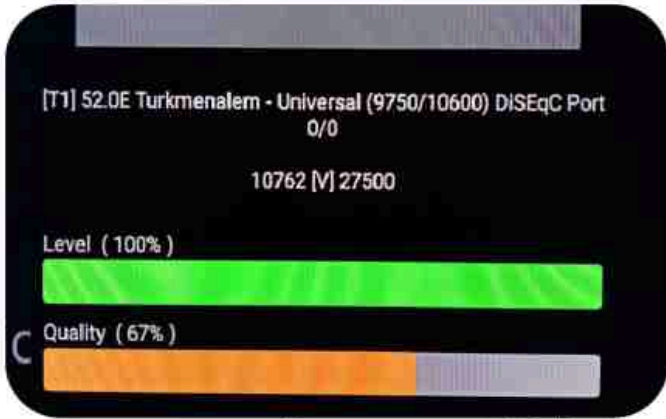 [T1] 52.0E Turkmenalem - Universal (9750/10600) DiSEqC Port
0/0
10762 [V] 27500
Level ( 100% )
Quality ( 67% )
C